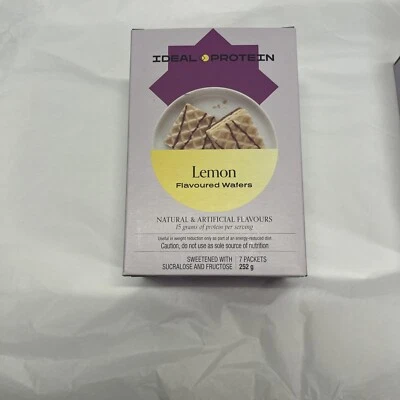 IDEAL PROTEIN
Lemon
Flavoured Wafers
NATURAL & ARTIFICIAL FLAVOURS
15 grams of protein per serving
Useful in weight reduction only as part of an energy-reduced diet.
Caution, do not use as sole source of nutrition
SWEETENED WITH | 7 PACKETS
SUCRALOSE AND FRUCTOSE | 252 g